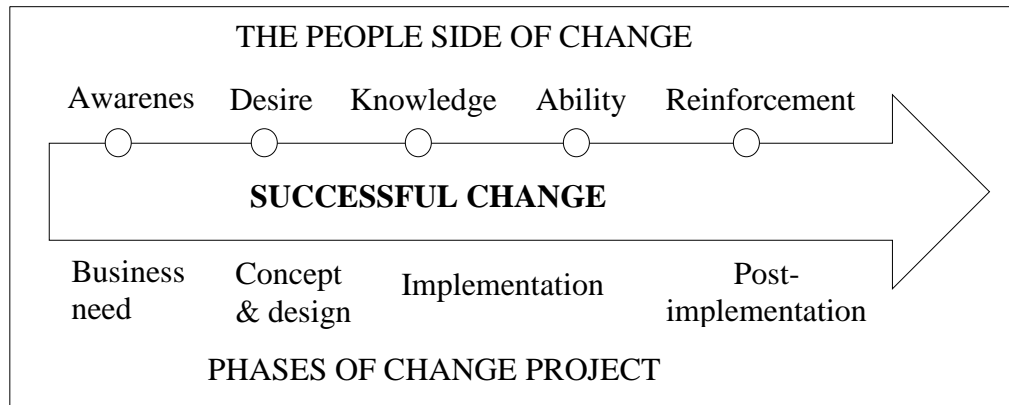 THE PEOPLE SIDE OF CHANGE
Awarenes Desire Knowledge Ability Reinforcement
SUCCESSFUL CHANGE
Business need
Concept & design
Implementation
Post-implementation
PHASES OF CHANGE PROJECT